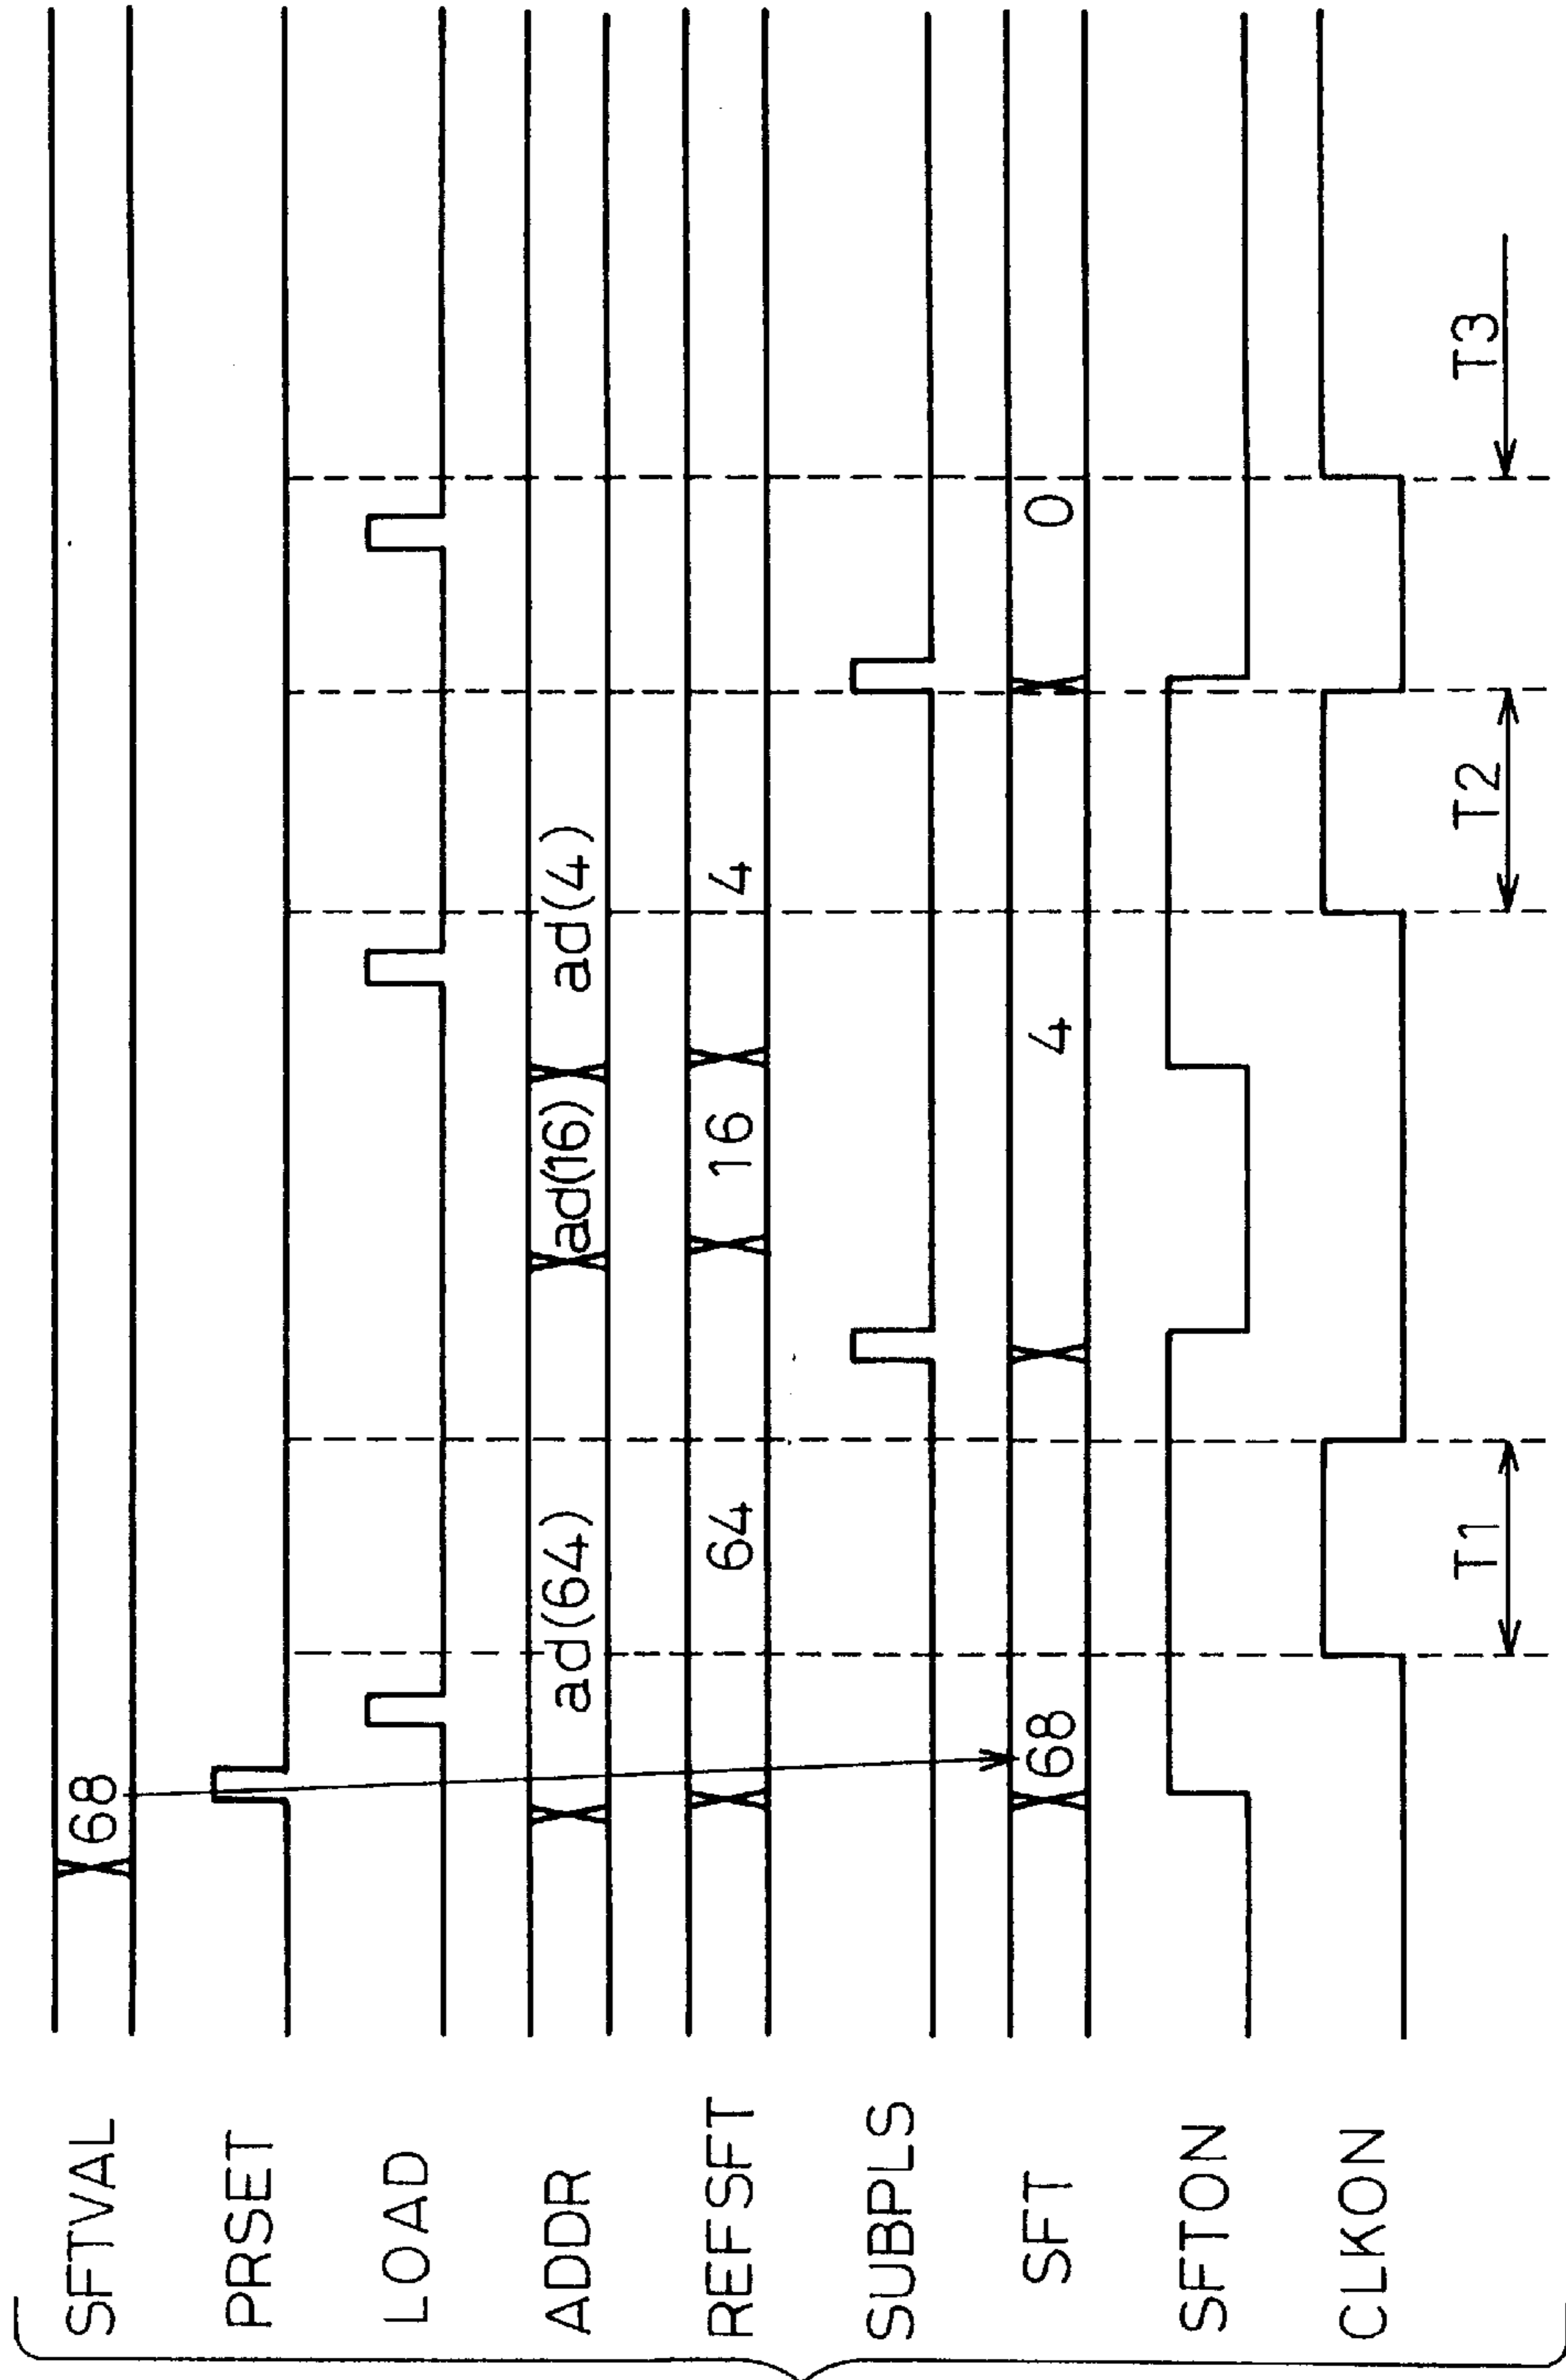 SFTVAL 68
PRSET
LOAD
ADDR ad(64) ad(16) ad(4)
REFSFT 64 16 4
SUBPLS
SFT 68 4 0
SFTON
CLKON
T1 T2 T3